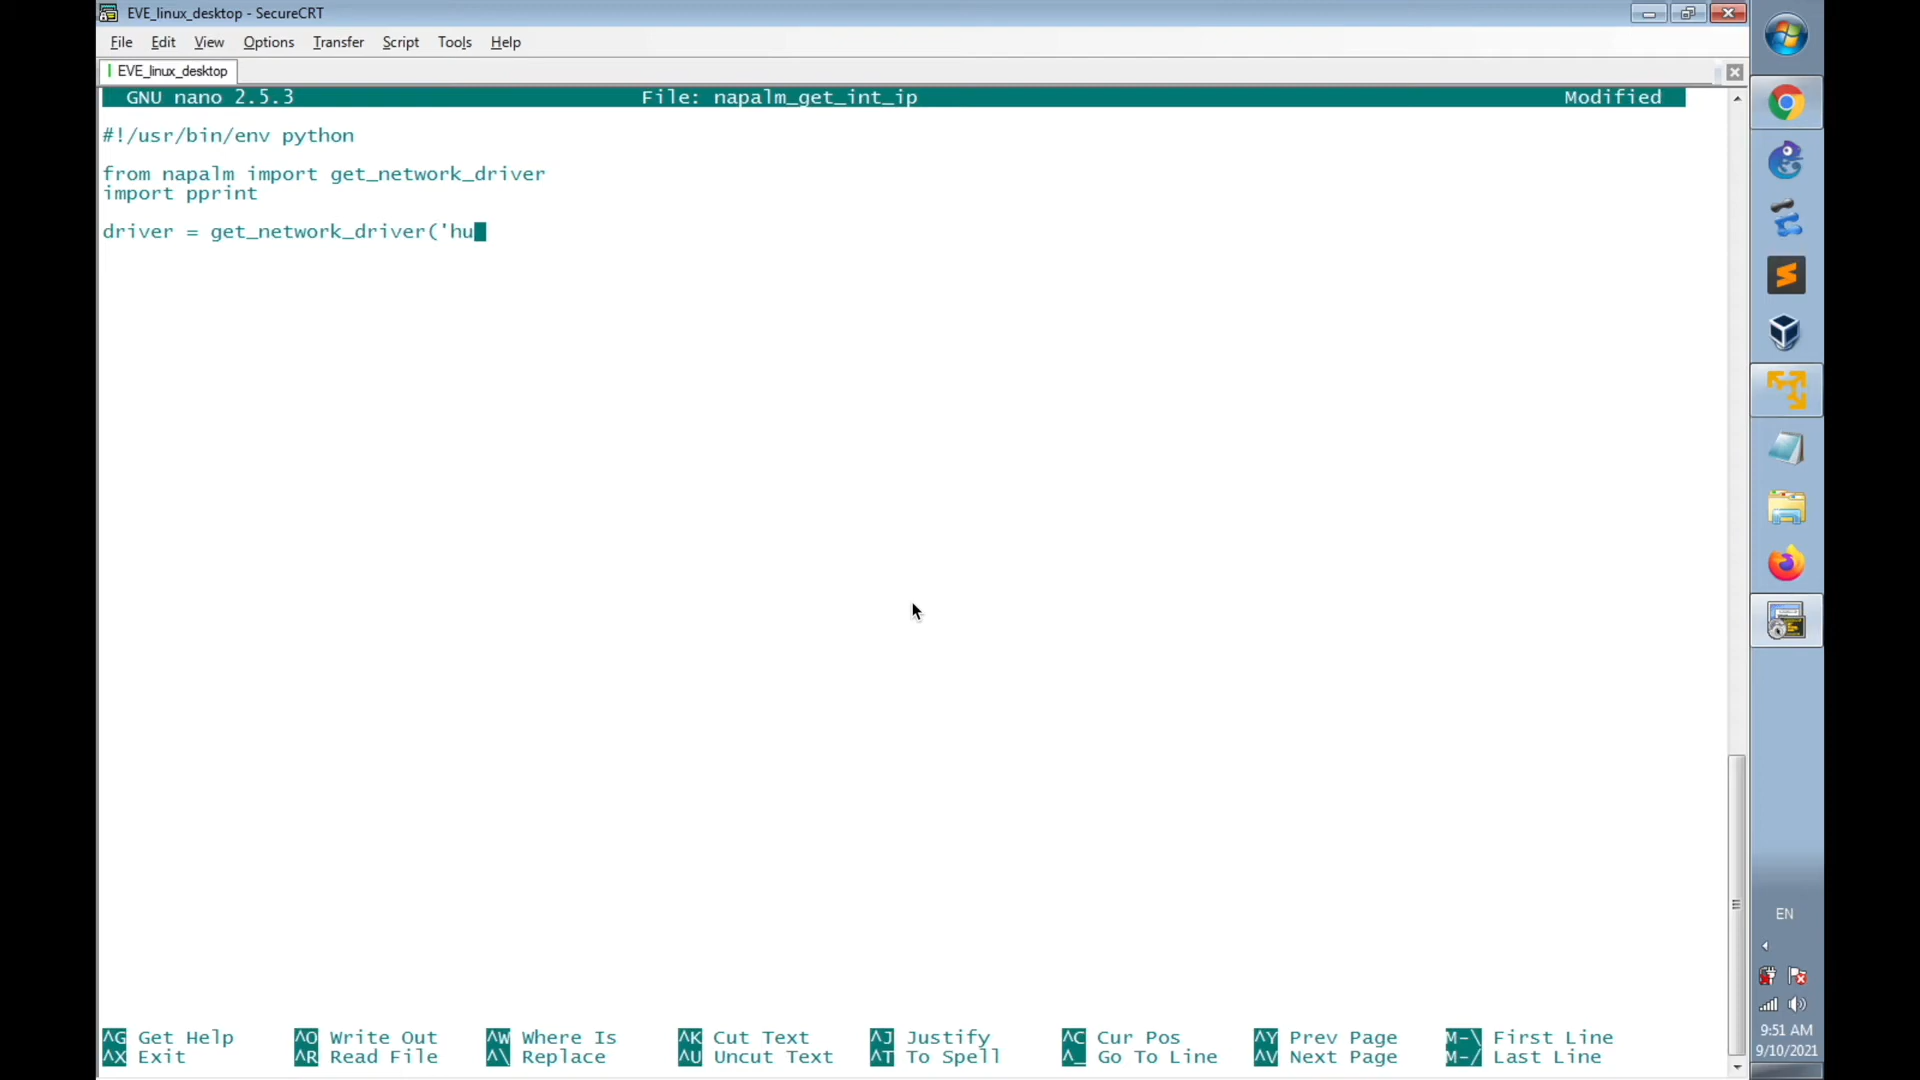 EVE_linux_desktop - SecureCRT
File Edit View Options Transfer Script Tools Help
EVE_linux_desktop
GNU nano 2.5.3 File: napalm_get_int_ip Modified
#!/usr/bin/env python
from napalm import get_network_driver
import pprint
driver = get_network_driver('hu
^G Get Help ^O Write Out ^W Where Is ^K Cut Text ^J Justify ^C Cur Pos ^Y Prev Page M-\ First Line
^X Exit ^R Read File ^\ Replace ^U Uncut Text ^T To Spell ^_ Go To Line ^V Next Page M-/ Last Line
EN
9:51 AM
9/10/2021